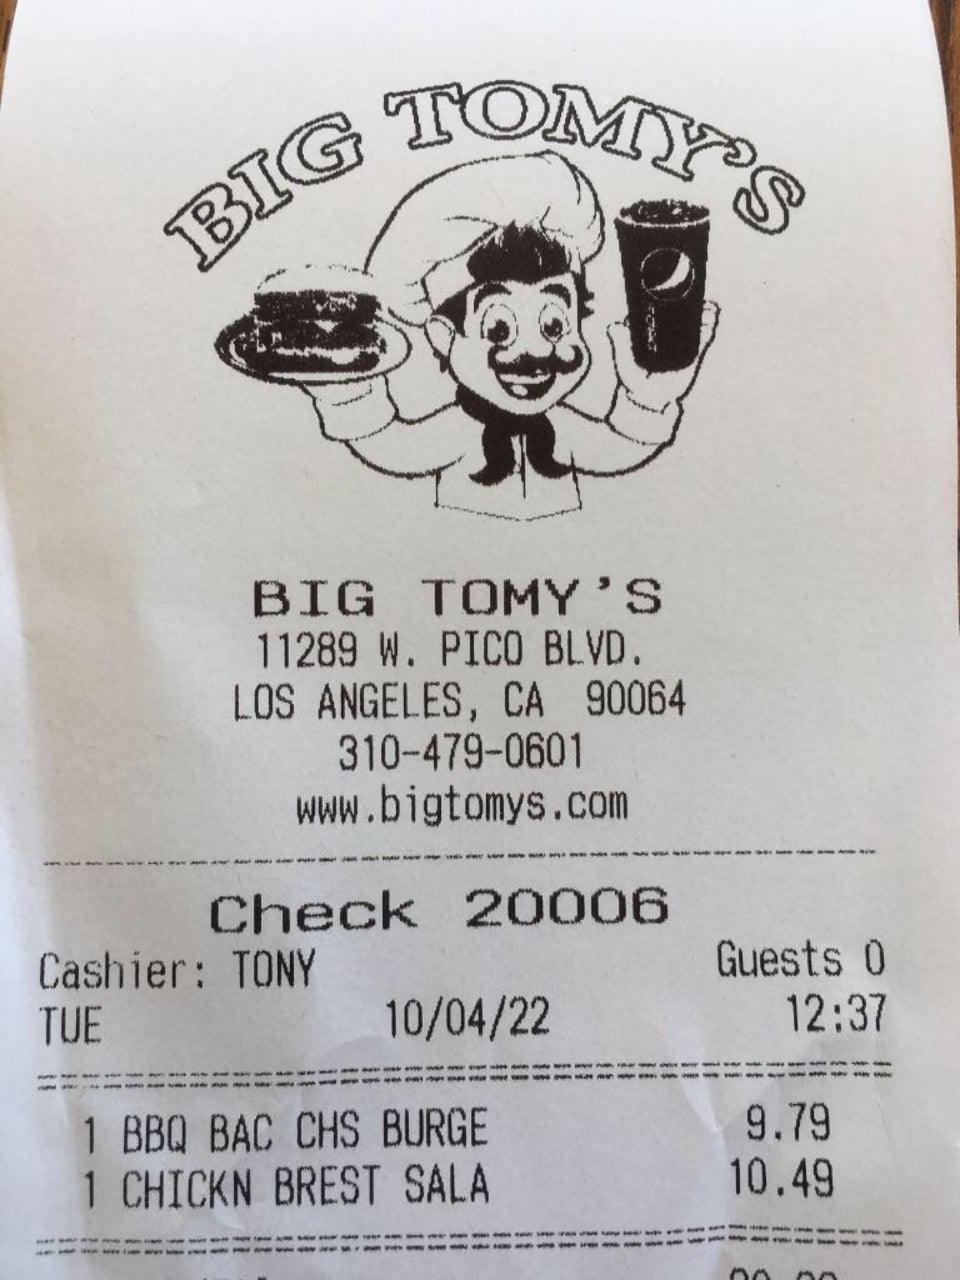 BIG TOMY'S
BIG TOMY'S
11289 W. PICO BLVD.
LOS ANGELES, CA 90064
310-479-0601
www.bigtomys.com
Check 20006
Cashier: TONY Guests 0
TUE 10/04/22 12:37
1 BBQ BAC CHS BURGE 9.79
1 CHICKN BREST SALA 10.49